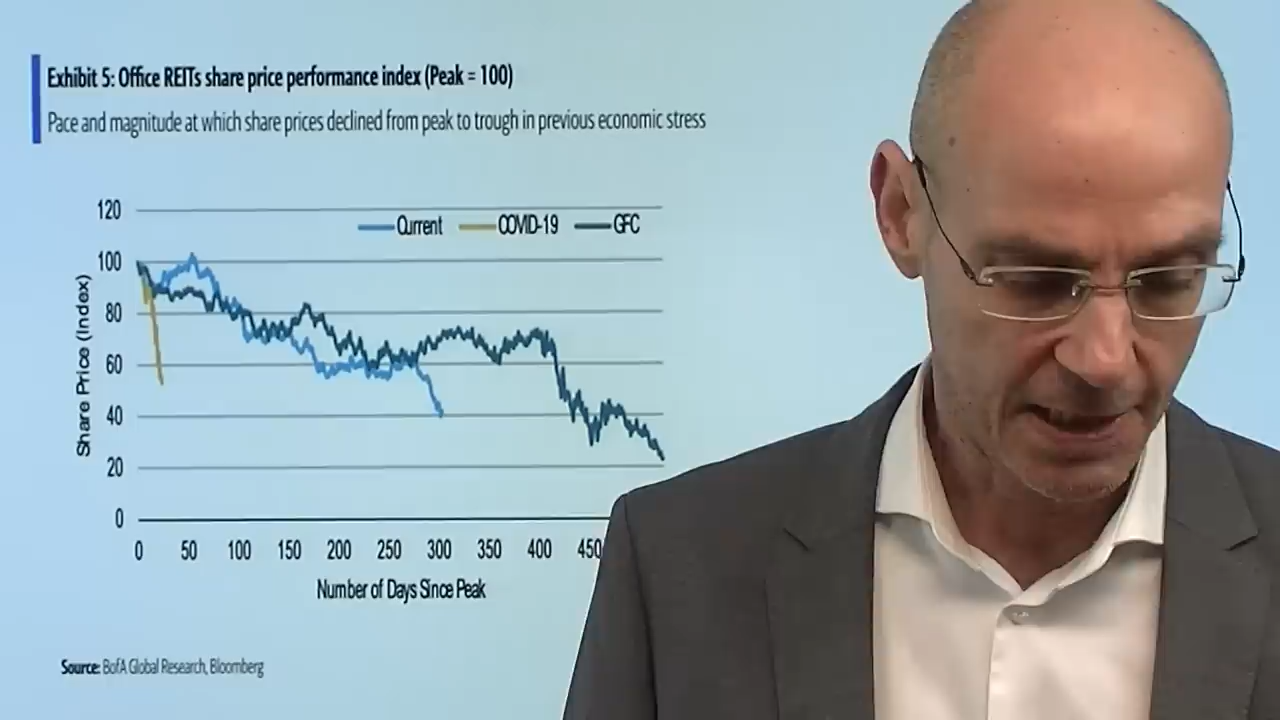 Exhibit 5: Office REITs share price performance index (Peak = 100)
Pace and magnitude at which share prices declined from peak to trough in previous economic stress
120
Current COVID-19 GFC
100
80
60
40
20
0
Share Price (Index)
0 50 100 150 200 250 300 350 400 450
Number of Days Since Peak
Source: BofA Global Research, Bloomberg